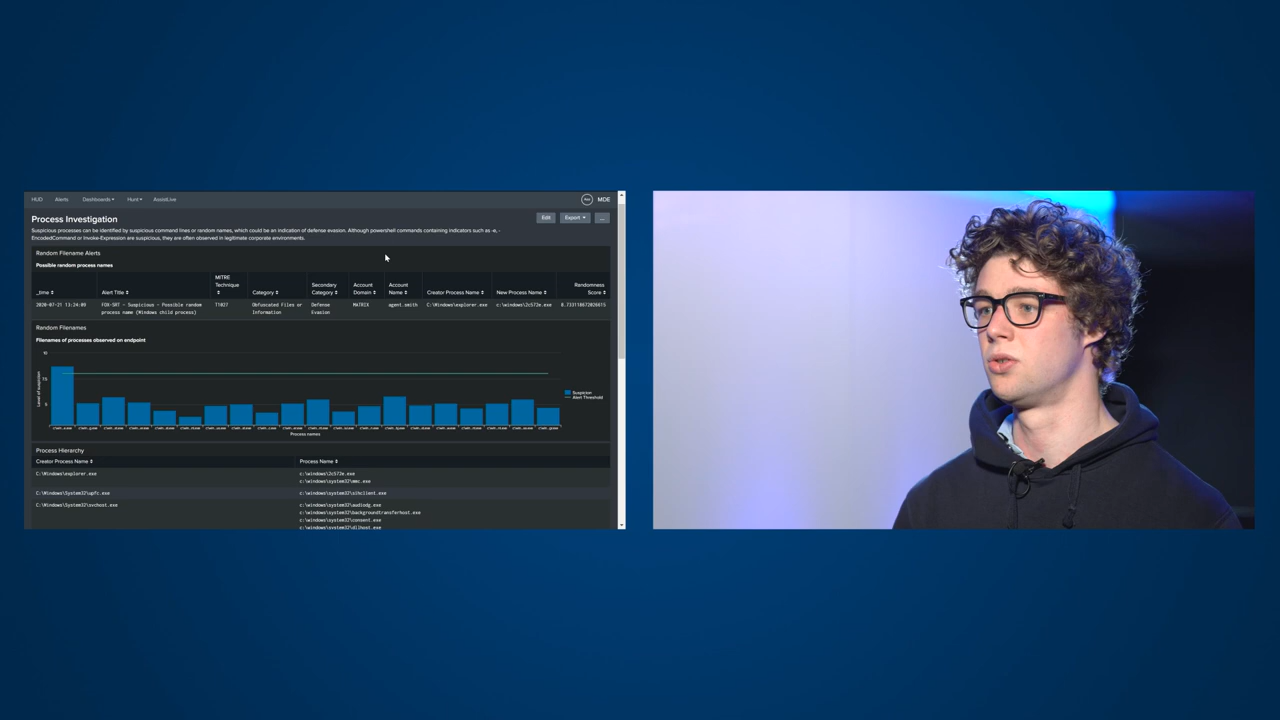 HUD Alerts Dashboards Hunt AssistLive MDE
Process Investigation
Edit Export ...
Suspicious processes can be identified by suspicious command lines or random names, which could be an indication of defense evasion. Although powershell commands containing indicators such as -e, -
EncodedCommand or Invoke-Expression are suspicious, they are often observed in legitimate corporate environments.
Random Filename Alerts
Possible random process names
_time Alert Title MITRE Technique Category Secondary Category Account Domain Account Name Creator Process Name New Process Name Randomness Score
2020-07-21 13:24:09 FOX-SRT - Suspicious - Possible random process name (Windows child process) T1027 Obfuscated Files or Information Defense Evasion MATRIX agent.smith C:\Windows\explorer.exe c:\windows\2c572e.exe
Random Filenames
Filenames of processes observed on endpoint
10
7.5
5
Level of suspicion
Suspicion
Alert Threshold
Process names
Process Hierarchy
Creator Process Name Process Name
C:\Windows\explorer.exe c:\windows\2c572e.exe
c:\windows\system32\mmc.exe
C:\Windows\System32\upfc.exe c:\windows\system32\sihclient.exe
C:\Windows\System32\svchost.exe c:\windows\system32\audiodg.exe
c:\windows\system32\backgroundtransferhost.exe
c:\windows\system32\consent.exe
c:\windows\system32\dllhost.exe